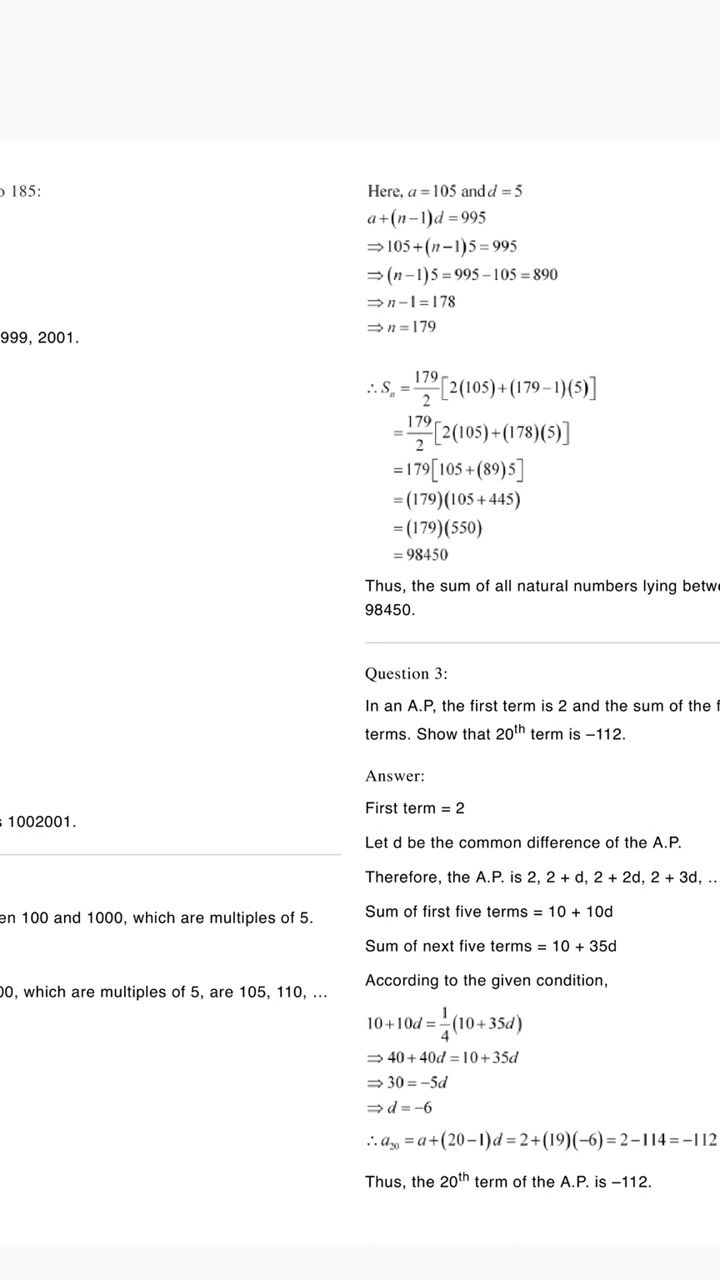 185:
999, 2001.
1002001.
100 and 1000, which are multiples of 5.
which are multiples of 5, are 105, 110, ...
Here, a = 105 and d = 5
a+(n−1)d = 995
⇒105+(n−1)5 = 995
⇒(n−1)5 = 995−105 = 890
⇒n−1 = 178
⇒n = 179
∴ Sₙ = 179/2[2(105)+(179−1)(5)]
= 179/2[2(105)+(178)(5)]
= 179[105+(89)5]
= (179)(105+445)
= (179)(550)
= 98450
Thus, the sum of all natural numbers lying
98450.
Question 3:
In an A.P, the first term is 2 and the sum of the
terms. Show that 20th term is −112.
Answer:
First term = 2
Let d be the common difference of the A.P.
Therefore, the A.P. is 2, 2 + d, 2 + 2d, 2 + 3d, ..
Sum of first five terms = 10 + 10d
Sum of next five terms = 10 + 35d
According to the given condition,
10+10d = 1/4(10+35d)
⇒ 40+40d = 10+35d
⇒ 30 = −5d
⇒ d = −6
∴ a₂₀ = a+(20−1)d = 2+(19)(−6) = 2−114 = −112
Thus, the 20th term of the A.P. is −112.